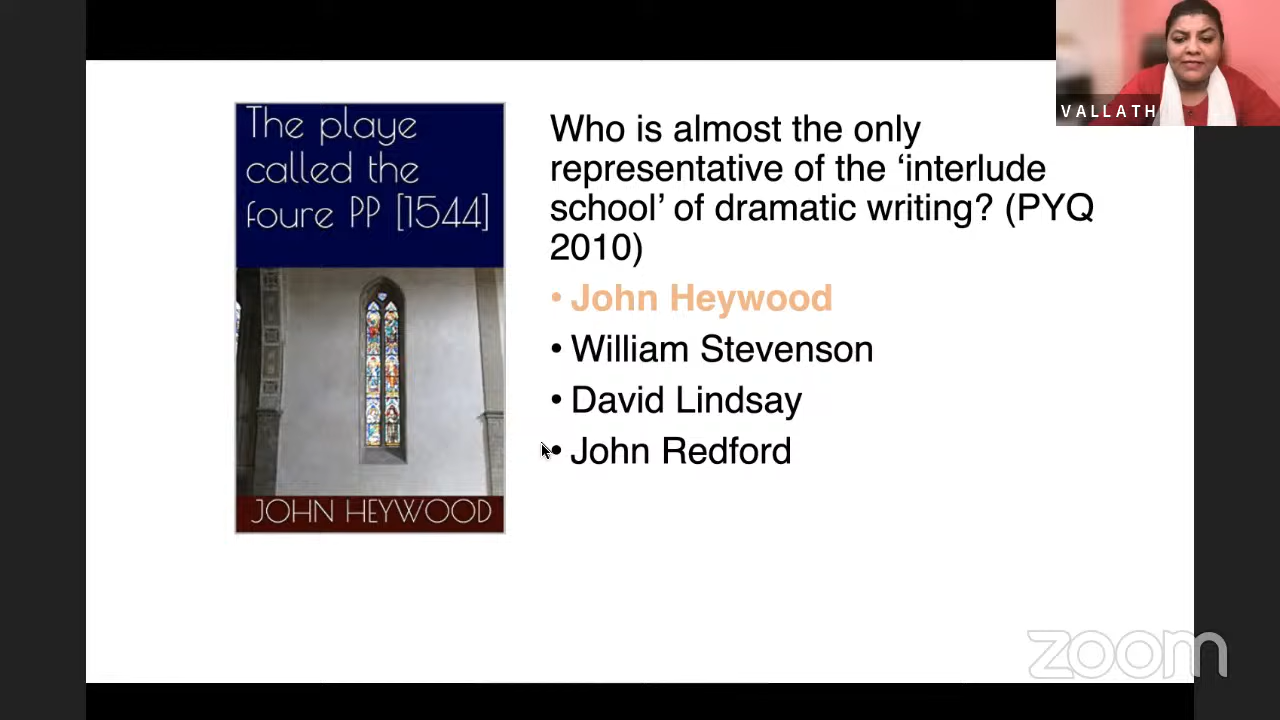 The playe
called the
foure PP [1544]
JOHN HEYWOOD
Who is almost the only
representative of the ‘interlude
school’ of dramatic writing? (PYQ
2010)
• John Heywood
• William Stevenson
• David Lindsay
• John Redford
VALLATH
zoom